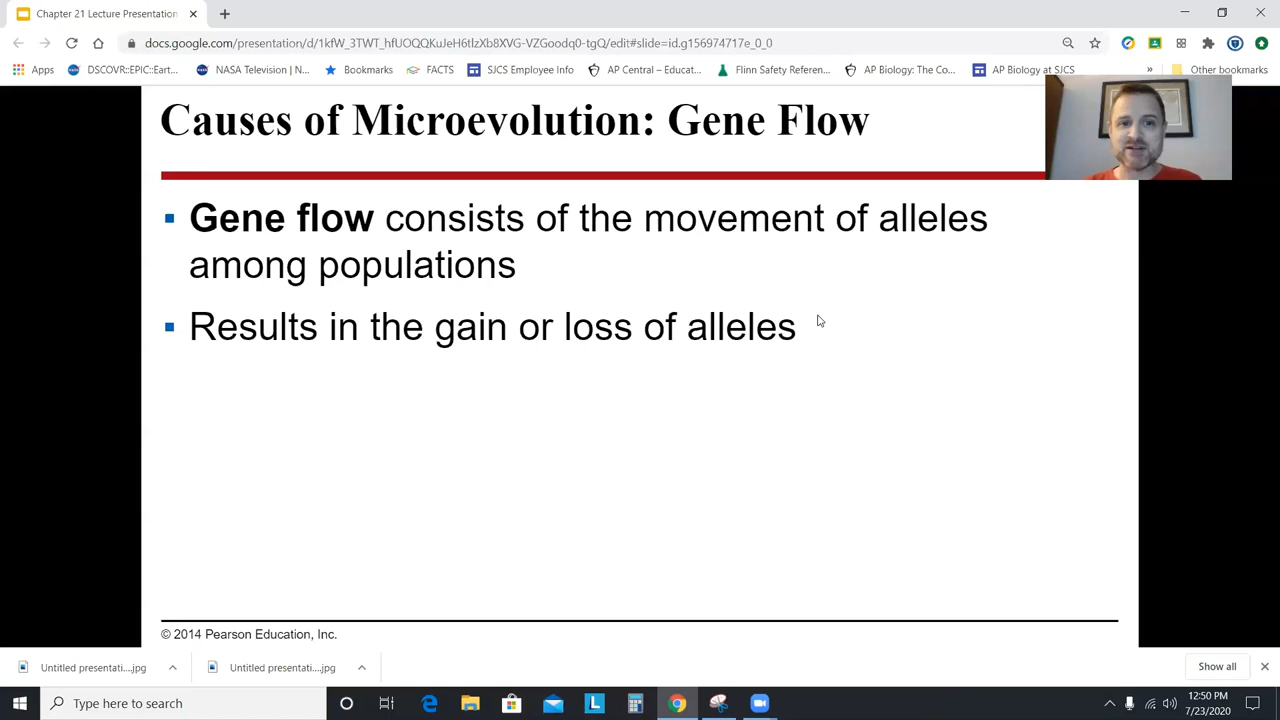 Chapter 21 Lecture Presentation
docs.google.com/presentation/d/1kfW_3TWT_hfUOQCKuJeH6tlzXb8XVG-VZGoodq0-tgQ/edit#slide=id.g156974717e_0_0
Apps DSCOVR::EPIC::Eart... NASA Television | N... Bcskmarks FACTS SJCS Employee Info AP Central – Educat... Flinn Safety Referen... AP Biology: The Co... AP Biology at SJCS » Other bookmarks
Causes of Microevolution: Gene Flow
Gene flow consists of the movement of alleles
among populations
Results in the gain or loss of alleles
© 2014 Pearson Education, Inc.
Untitled presentati....jpg Untitled presentati....jpg Show all
Type here to search
12:50 PM
7/23/2020